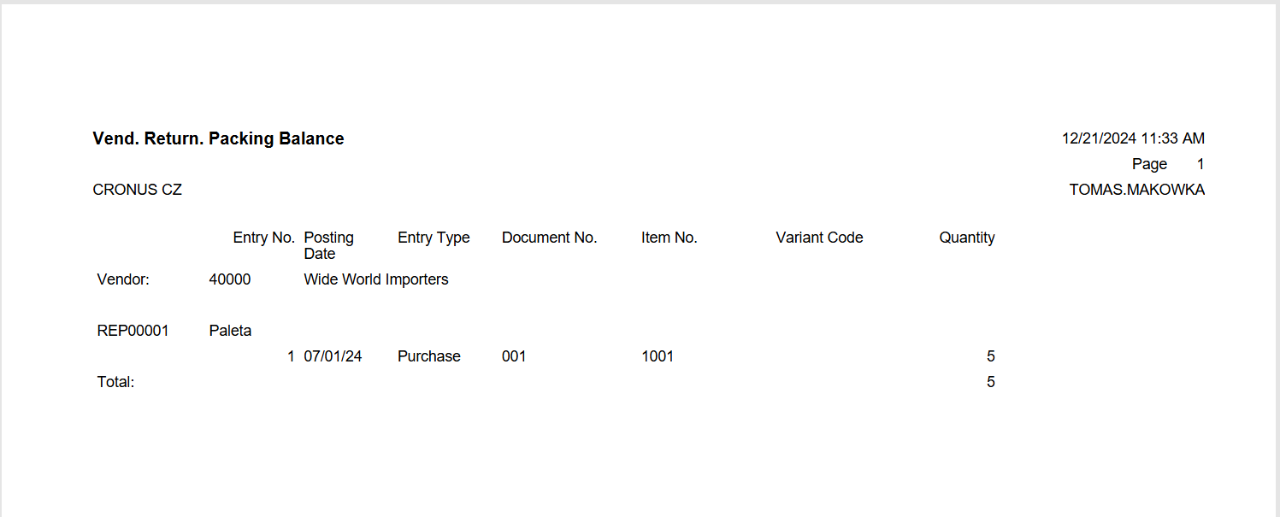 Vend. Return. Packing Balance 12/21/2024 11:33 AM
Page 1
CRONUS CZ TOMAS.MAKOWKA
Entry No. Posting Date Entry Type Document No. Item No. Variant Code Quantity
Vendor: 40000 Wide World Importers
REP00001 Paleta
1 07/01/24 Purchase 001 1001 5
Total: 5